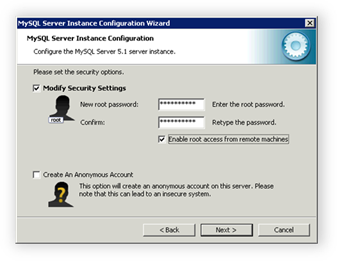 MySQL Server Instance Configuration Wizard
MySQL Server Instance Configuration
Configure the MySQL Server 5.1 server instance.
Please set the security options.
Modify Security Settings
root
New root password: ********** Enter the root password.
Confirm: ********** Retype the password.
Enable root access from remote machines
Create An Anonymous Account
?
This option will create an anonymous account on this server. Please
note that this can lead to an insecure system.
< Back Next > Cancel